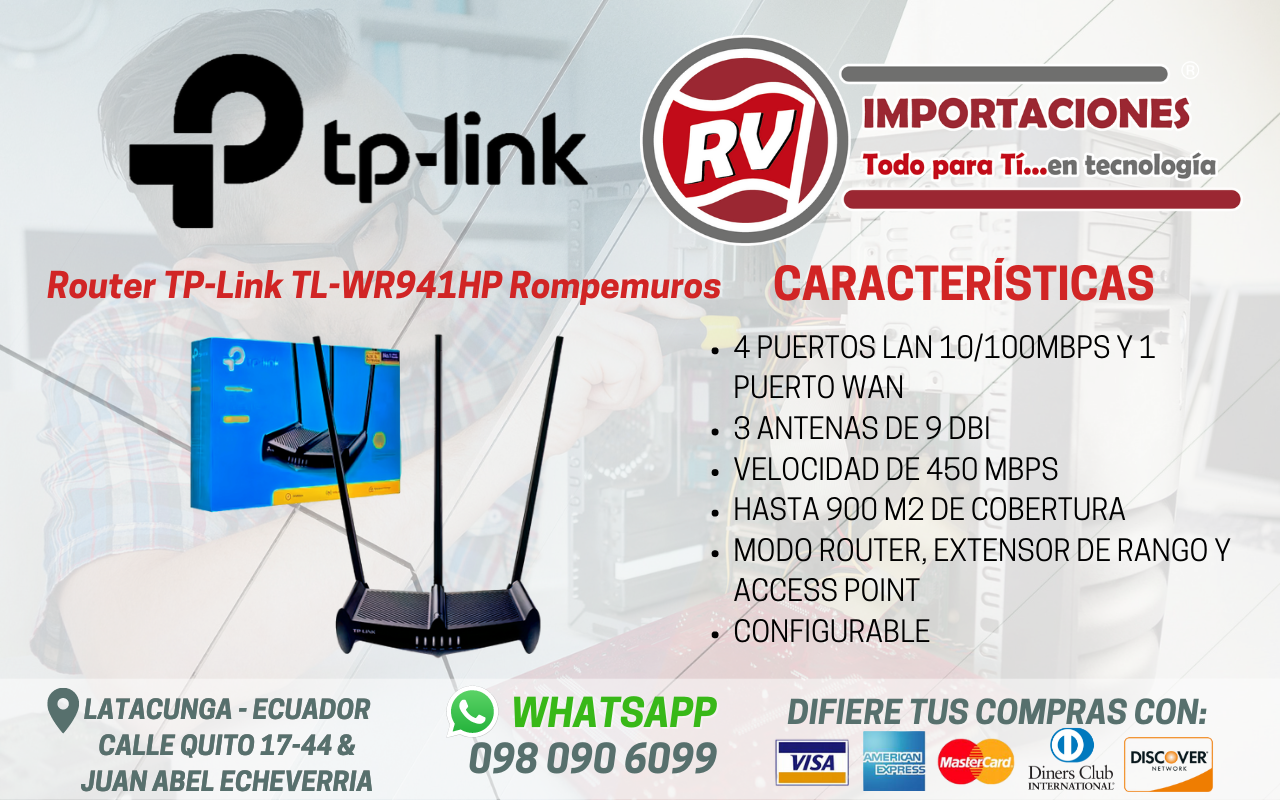 tp-link
RV
®
IMPORTACIONES
Todo para Tí...en tecnología
Router TP-Link TL-WR941HP Rompemuros
TP-LINK
CARACTERÍSTICAS
• 4 PUERTOS LAN 10/100MBPS Y 1
PUERTO WAN
• 3 ANTENAS DE 9 DBI
• VELOCIDAD DE 450 MBPS
• HASTA 900 M2 DE COBERTURA
• MODO ROUTER, EXTENSOR DE RANGO Y
ACCESS POINT
• CONFIGURABLE
LATACUNGA - ECUADOR
CALLE QUITO 17-44 &
JUAN ABEL ECHEVERRIA
WHATSAPP
098 090 6099
DIFIERE TUS COMPRAS CON:
VISA
AMERICAN
EXPRESS
MasterCard
Diners Club
INTERNATIONAL
DISCOVER
NETWORK